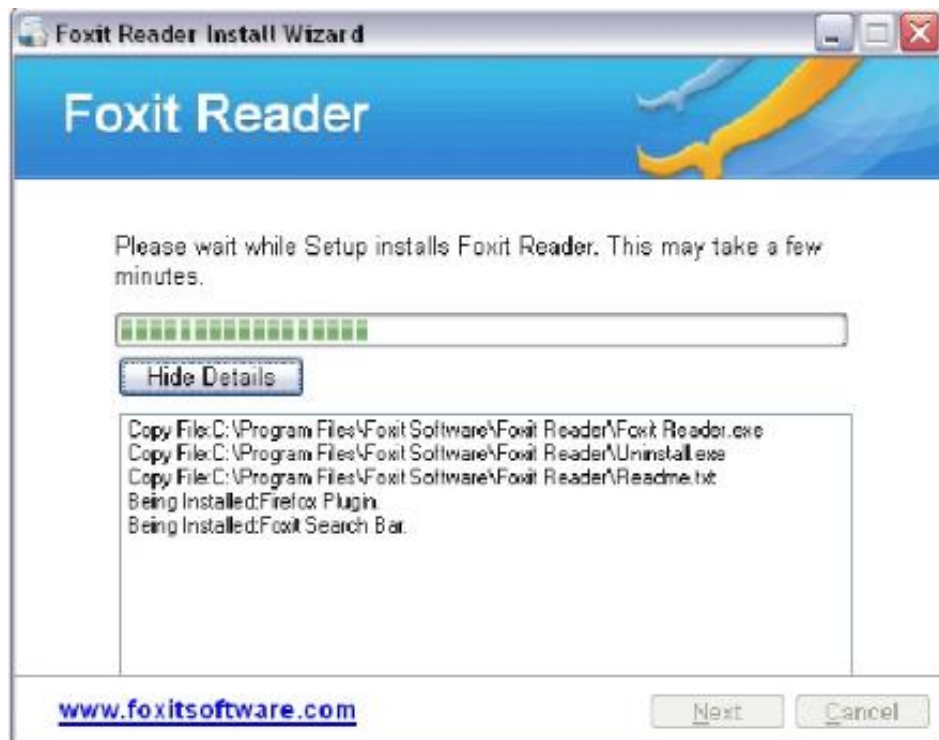 Foxit Reader Install Wizard
Foxit Reader
Please wait while Setup installs Foxit Reader. This may take a few
minutes.
Hide Details
Copy File:C:\Program Files\Foxit Software\Foxit Reader\Foxit Reader.exe
Copy File:C:\Program Files\Foxit Software\Foxit Reader\Uninstall.exe
Copy File:C:\Program Files\Foxit Software\Foxit Reader\Readme.txt
Being Installed:Firefox Plugin.
Being Installed:Foxit Search Bar.
www.foxitsoftware.com
Next Cancel